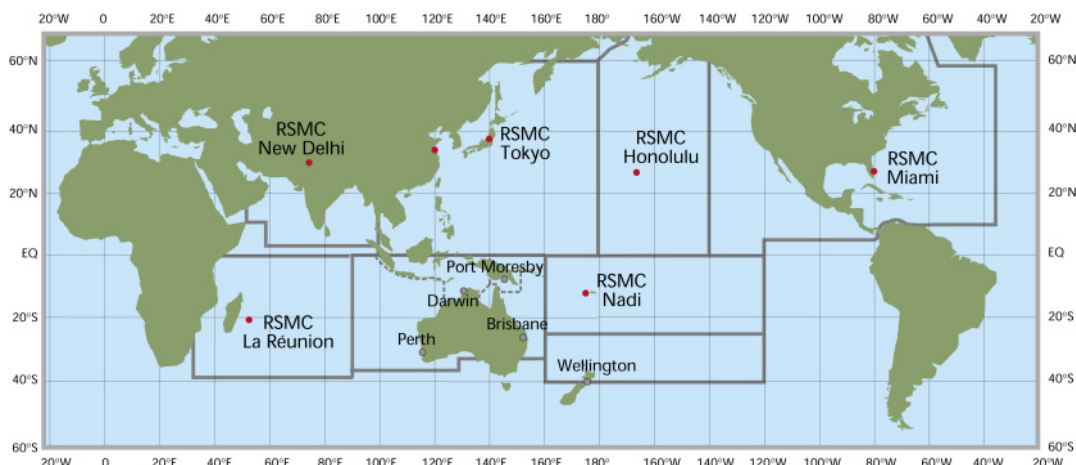 20°W 0 20°E 40°E 60°E 80°E 100°E 120°E 140°E 160°E 180° 160°W 140°W 120°W 100°W 80°W 60°W 40°W 20°W
60°N 60°N
40°N 40°N
RSMC
New Delhi
RSMC
Tokyo
RSMC
Honolulu
RSMC
Miami
20°N 20°N
EQ EQ
Port Moresby
Darwin
RSMC
Nadi
20°S 20°S
RSMC
La Réunion
Perth
Brisbane
Wellington
40°S 40°S
60°S 60°S
20°W 0 20°E 40°E 60°E 80°E 100°E 120°E 140°E 160°E 180° 160°W 140°W 120°W 100°W 80°W 60°W 40°W 20°W